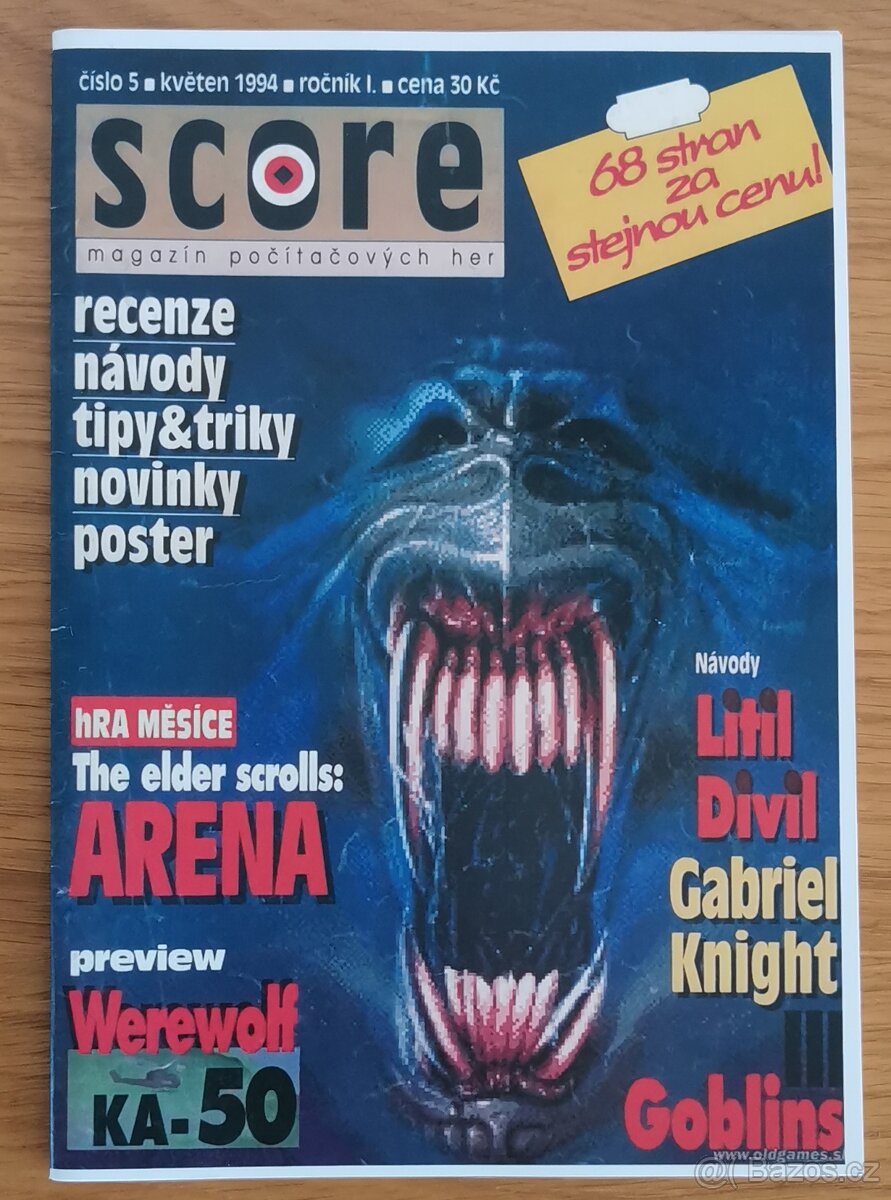 číslo 5 ■ květen 1994 ■ ročník I. ■ cena 30 Kč
score
magazín počítačových her
68 stran
za
stejnou cenu!
recenze
návody
tipy&triky
novinky
poster
hRA MĚSÍCE
The elder scrolls:
ARENA
preview
Werewolf
KA-50
Návody
Litil
Divil
Gabriel
Knight
III
Goblins
www.oldgames.sk
@ Bazos.cz